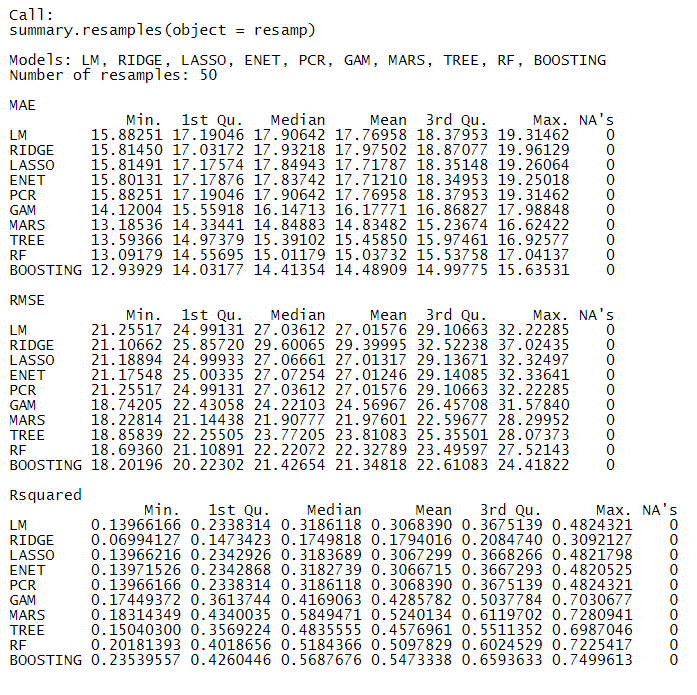 Call:
summary.resamples(object = resamp)
Models: LM, RIDGE, LASSO, ENET, PCR, GAM, MARS, TREE, RF, BOOSTING
Number of resamples: 50
MAE
Min. 1st Qu. Median Mean 3rd Qu. Max. NA's
LM 15.88251 17.19046 17.90642 17.76958 18.37953 19.31462 0
RIDGE 15.81450 17.03172 17.93218 17.97502 18.87077 19.96129 0
LASSO 15.81491 17.17574 17.84943 17.71787 18.35148 19.26064 0
ENET 15.80131 17.17876 17.83742 17.71210 18.34953 19.25018 0
PCR 15.88251 17.19046 17.90642 17.76958 18.37953 19.31462 0
GAM 14.12004 15.55918 16.14713 16.17771 16.86827 17.98848 0
MARS 13.18536 14.33441 14.84883 14.83482 15.23674 16.62422 0
TREE 13.59366 14.97379 15.39102 15.45850 15.97461 16.92577 0
RF 13.09179 14.55695 15.01179 15.03732 15.53758 17.04137 0
BOOSTING 12.93929 14.03177 14.41354 14.48909 14.99775 15.63531 0
RMSE
Min. 1st Qu. Median Mean 3rd Qu. Max. NA's
LM 21.25517 24.99131 27.03612 27.01576 29.10663 32.22285 0
RIDGE 21.10662 25.85720 29.60065 29.39995 32.52238 37.02435 0
LASSO 21.18894 24.99933 27.06661 27.01317 29.13671 32.32497 0
ENET 21.17548 25.00335 27.07254 27.01246 29.14085 32.33641 0
PCR 21.25517 24.99131 27.03612 27.01576 29.10663 32.22285 0
GAM 18.74205 22.43058 24.22103 24.56967 26.45708 31.57840 0
MARS 18.22814 21.14438 21.90777 21.97601 22.59677 28.29952 0
TREE 18.85839 22.25505 23.77205 23.81083 25.35501 28.07373 0
RF 18.69360 21.10891 22.22072 22.32789 23.49597 27.52143 0
BOOSTING 18.20196 20.22302 21.42654 21.34818 22.61083 24.41822 0
Rsquared
Min. 1st Qu. Median Mean 3rd Qu. Max. NA's
LM 0.13966166 0.2338314 0.3186118 0.3068390 0.3675139 0.4824321 0
RIDGE 0.06994127 0.1473423 0.1749818 0.1794016 0.2084740 0.3092127 0
LASSO 0.13966216 0.2342926 0.3183689 0.3067299 0.3668266 0.4821798 0
ENET 0.13971526 0.2342868 0.3182739 0.3066715 0.3667293 0.4820525 0
PCR 0.13966166 0.2338314 0.3186118 0.3068390 0.3675139 0.4824321 0
GAM 0.17449372 0.3613744 0.4169063 0.4285782 0.5037784 0.7030677 0
MARS 0.18314349 0.4340035 0.5849471 0.5240134 0.6119702 0.7280941 0
TREE 0.15040300 0.3569224 0.4835555 0.4576961 0.5511352 0.6987046 0
RF 0.20181393 0.4018656 0.5184366 0.5097829 0.6024529 0.7225417 0
BOOSTING 0.23539557 0.4260446 0.5687676 0.5473338 0.6593633 0.7499613 0